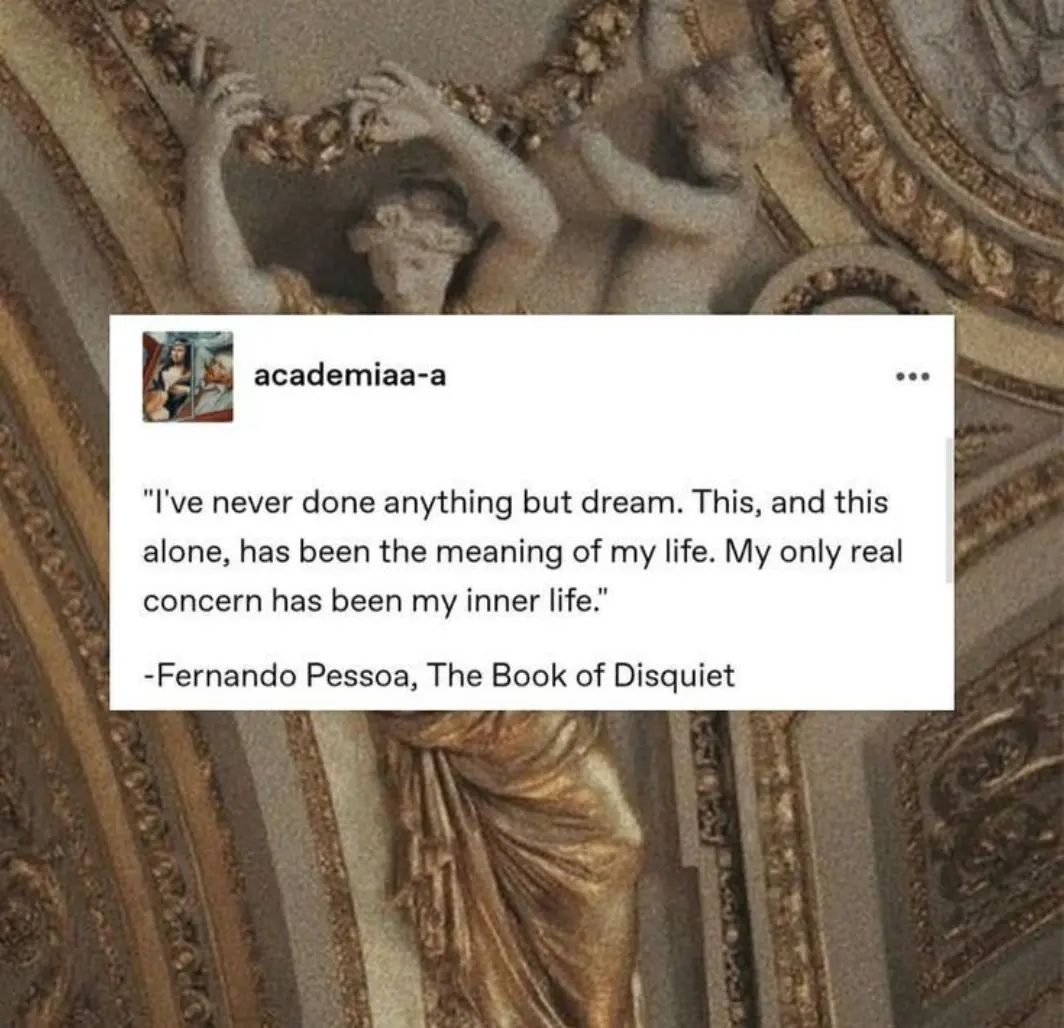 academiaa-a
"I've never done anything but dream. This, and this
alone, has been the meaning of my life. My only real
concern has been my inner life."
-Fernando Pessoa, The Book of Disquiet